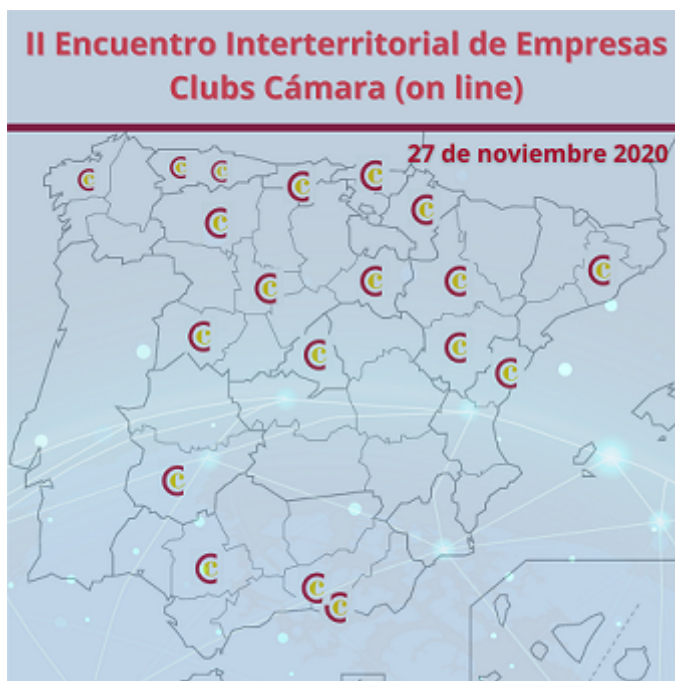 II Encuentro Interterritorial de Empresas
Clubs Cámara (on line)
27 de noviembre 2020